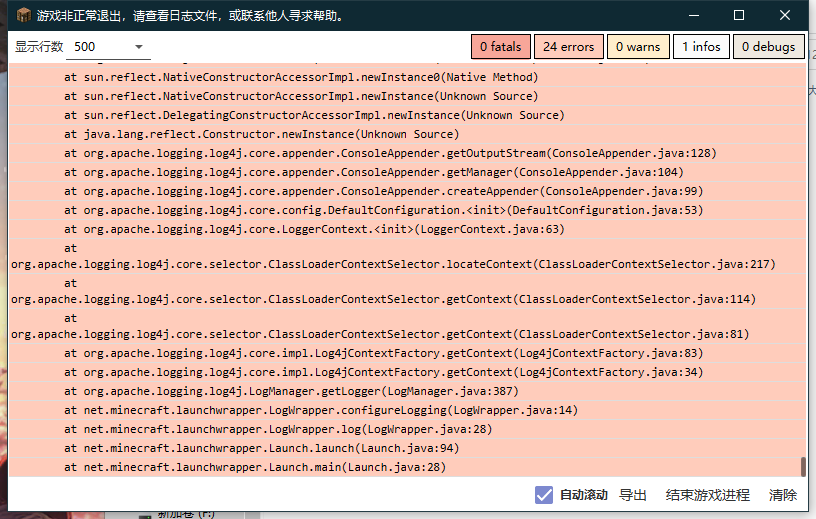 游戏非正常退出，请查看日志文件，或联系他人寻求帮助。
显示行数 500 0 fatals 24 errors 0 warns 1 infos 0 debugs
at sun.reflect.NativeConstructorAccessorImpl.newInstance0(Native Method)
at sun.reflect.NativeConstructorAccessorImpl.newInstance(Unknown Source)
at sun.reflect.DelegatingConstructorAccessorImpl.newInstance(Unknown Source)
at java.lang.reflect.Constructor.newInstance(Unknown Source)
at org.apache.logging.log4j.core.appender.ConsoleAppender.getOutputStream(ConsoleAppender.java:128)
at org.apache.logging.log4j.core.appender.ConsoleAppender.getManager(ConsoleAppender.java:104)
at org.apache.logging.log4j.core.appender.ConsoleAppender.createAppender(ConsoleAppender.java:99)
at org.apache.logging.log4j.core.config.DefaultConfiguration.<init>(DefaultConfiguration.java:53)
at org.apache.logging.log4j.core.LoggerContext.<init>(LoggerContext.java:63)
at
org.apache.logging.log4j.core.selector.ClassLoaderContextSelector.locateContext(ClassLoaderContextSelector.java:217)
at
org.apache.logging.log4j.core.selector.ClassLoaderContextSelector.getContext(ClassLoaderContextSelector.java:114)
at
org.apache.logging.log4j.core.selector.ClassLoaderContextSelector.getContext(ClassLoaderContextSelector.java:81)
at org.apache.logging.log4j.core.impl.Log4jContextFactory.getContext(Log4jContextFactory.java:83)
at org.apache.logging.log4j.core.impl.Log4jContextFactory.getContext(Log4jContextFactory.java:34)
at org.apache.logging.log4j.LogManager.getLogger(LogManager.java:387)
at net.minecraft.launchwrapper.LogWrapper.configureLogging(LogWrapper.java:14)
at net.minecraft.launchwrapper.LogWrapper.log(LogWrapper.java:28)
at net.minecraft.launchwrapper.Launch.launch(Launch.java:94)
at net.minecraft.launchwrapper.Launch.main(Launch.java:28)
自动滚动 导出 结束游戏进程 清除
新加卷 (F:)